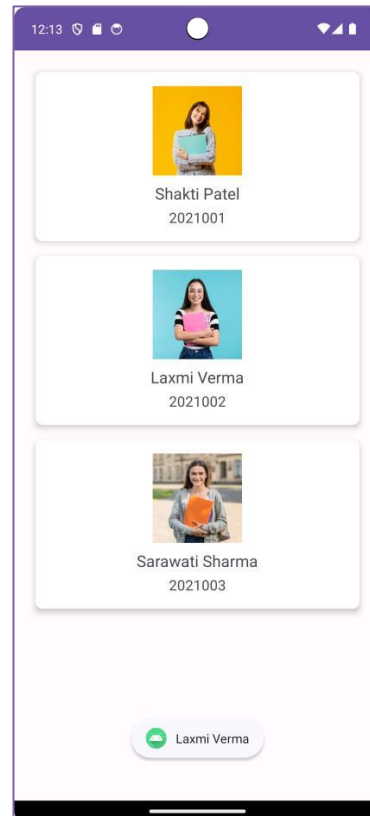 12:13
Shakti Patel
2021001
Laxmi Verma
2021002
Sarawati Sharma
2021003
Laxmi Verma